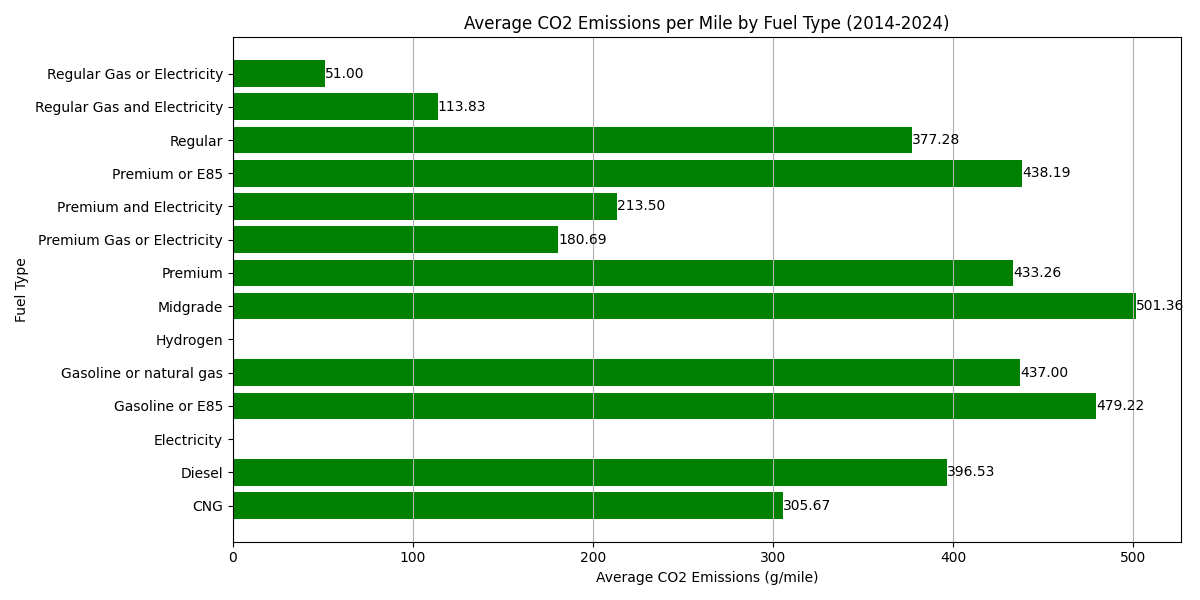 Average CO2 Emissions per Mile by Fuel Type (2014-2024)
Fuel Type
Regular Gas or Electricity 51.00
Regular Gas and Electricity 113.83
Regular 377.28
Premium or E85 438.19
Premium and Electricity 213.50
Premium Gas or Electricity 180.69
Premium 433.26
Midgrade 501.36
Hydrogen
Gasoline or natural gas 437.00
Gasoline or E85 479.22
Electricity
Diesel 396.53
CNG 305.67
0 100 200 300 400 500
Average CO2 Emissions (g/mile)